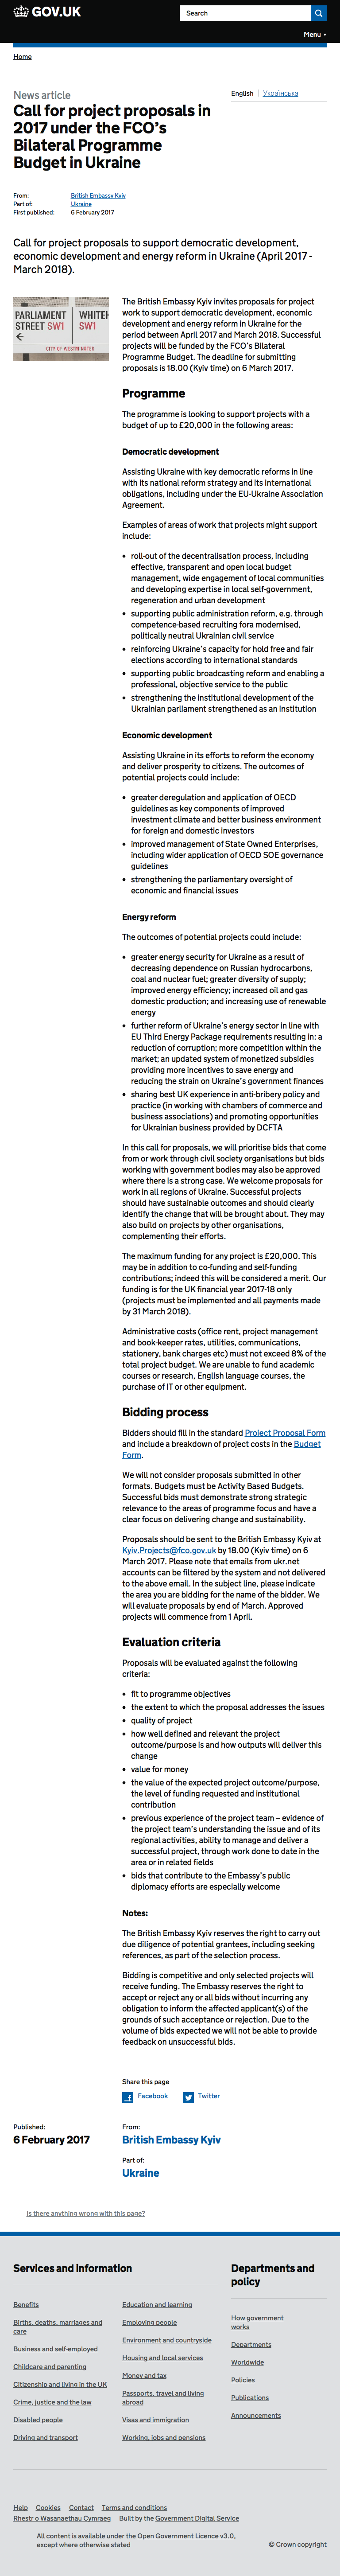 GOV.UK
Search
Menu
Home
English
Українська
News article
Call for project proposals in
2017 under the FCO's
Bilateral Programme
Budget in Ukraine
From: British Embassy Kyiv
Part of: Ukraine
First published: 6 February 2017
Call for project proposals to support democratic development,
economic development and energy reform in Ukraine (April 2017 -
March 2018).
PARLIAMENT
STREET SW1
WHITEH
SW1
CITY OF WESTMINSTER
The British Embassy Kyiv invites proposals for project
work to support democratic development, economic
development and energy reform in Ukraine for the
period between April 2017 and March 2018. Successful
projects will be funded by the FCO's Bilateral
Programme Budget. The deadline for submitting
proposals is 18.00 (Kyiv time) on 6 March 2017.
Programme
The programme is looking to support projects with a
budget of up to £20,000 in the following areas:
Democratic development
Assisting Ukraine with key democratic reforms in line
with its national reform strategy and its international
obligations, including under the EU-Ukraine Association
Agreement.
Examples of areas of work that projects might support
include:
• roll-out of the decentralisation process, including
effective, transparent and open local budget
management, wide engagement of local communities
and developing expertise in local self-government,
regeneration and urban development
• supporting public administration reform, e.g. through
competence-based recruiting fora modernised,
politically neutral Ukrainian civil service
• reinforcing Ukraine's capacity for hold free and fair
elections according to international standards
• supporting public broadcasting reform and enabling a
professional, objective service to the public
• strengthening the institutional development of the
Ukrainian parliament strengthened as an institution
Economic development
Assisting Ukraine in its efforts to reform the economy
and deliver prosperity to citizens. The outcomes of
potential projects could include:
• greater deregulation and application of OECD
guidelines as key components of improved
investment climate and better business environment
for foreign and domestic investors
• improved management of State Owned Enterprises,
including wider application of OECD SOE governance
guidelines
• strengthening the parliamentary oversight of
economic and financial issues
Energy reform
The outcomes of potential projects could include:
• greater energy security for Ukraine as a result of
decreasing dependence on Russian hydrocarbons,
coal and nuclear fuel; greater diversity of supply;
improved energy efficiency; increased oil and gas
domestic production; and increasing use of renewable
energy
• further reform of Ukraine's energy sector in line with
EU Third Energy Package requirements resulting in: a
reduction of corruption; more competition within the
market; an updated system of monetized subsidies
providing more incentives to save energy and
reducing the strain on Ukraine's government finances
• sharing best UK experience in anti-bribery policy and
practice (in working with chambers of commerce and
business associations) and promoting opportunities
for Ukrainian business provided by DCFTA
In this call for proposals, we will prioritise bids that come
from or work through civil society organisations but bids
working with government bodies may also be approved
where there is a strong case. We welcome proposals for
work in all regions of Ukraine. Successful projects
should have sustainable outcomes and should clearly
identify the change that will be brought about. They may
also build on projects by other organisations,
complementing their efforts.
The maximum funding for any project is £20,000. This
may be in addition to co-funding and self-funding
contributions; indeed this will be considered a merit. Our
funding is for the UK financial year 2017-18 only
(projects must be implemented and all payments made
by 31 March 2018).
Administrative costs (office rent, project management
and book-keeping rates, utilities, communications,
stationery, bank charges etc) must not exceed 8% of the
total project budget. We are unable to fund academic
courses or research, English language courses, the
purchase of IT or other equipment.
Bidding process
Bidders should fill in the standard Project Proposal Form
and include a breakdown of project costs in the Budget
Form.
We will not consider proposals submitted in other
formats. Budgets must be Activity Based Budgets.
Successful bids must demonstrate strong strategic
relevance to the areas of programme focus and have a
clear focus on delivering change and sustainability.
Proposals should be sent to the British Embassy Kyiv at
Kyiv.Projects@fco.gov.uk by 18.00 (Kyiv time) on 6
March 2017. Please note that emails from ukr.net
accounts can be filtered by the system and not delivered
to the above email. In the subject line, please indicate
the area you are bidding for the name of the bidder. We
will evaluate proposals by end of March. Approved
projects will commence from 1 April.
Evaluation criteria
Proposals will be evaluated against the following
criteria:
• fit to programme objectives
• the extent to which the proposal addresses the issues
• quality of project
• how well defined and relevant the project
outcome/purpose is and how outputs will deliver this
change
• value for money
• the value of the expected project outcome/purpose,
the level of funding requested and institutional
contribution
• previous experience of the project team – evidence of
the project team's understanding the issue and of its
regional activities, ability to manage and deliver a
successful project, through work done to date in the
area or in related fields
• bids that contribute to the Embassy's public
diplomacy efforts are especially welcome
Notes:
The British Embassy Kyiv reserves the right to carry out
due diligence of potential grantees, including seeking
references, as part of the selection process.
Bidding is competitive and only selected projects will
receive funding. The Embassy reserves the right to
accept or reject any or all bids without incurring any
obligation to inform the affected applicant(s) of the
grounds of such acceptance or rejection. Due to the
volume of bids expected we will not be able to provide
feedback on unsuccessful bids.
Share this page
Facebook
Twitter
Published:
6 February 2017
From:
British Embassy Kyiv
Part of:
Ukraine
Is there anything wrong with this page?
Services and information
Benefits
Births, deaths, marriages and
care
Business and self-employed
Childcare and parenting
Citizenship and living in the UK
Crime, justice and the law
Disabled people
Driving and transport
Education and learning
Employing people
Environment and countryside
Housing and local services
Money and tax
Passports, travel and living
abroad
Visas and immigration
Working, jobs and pensions
Departments and
policy
How government
works
Departments
Worldwide
Policies
Publications
Announcements
Help Cookies Contact Terms and conditions
Rhestr o Wasanaethau Cymraeg Built by the Government Digital Service
All content is available under the Open Government Licence v3.0,
except where otherwise stated
© Crown copyright